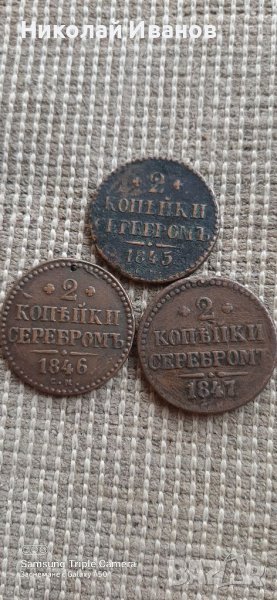 Николай Иванов
2
КОПѢЙКИ
СЕРЕБРОМЪ
1843
2
КОПѢЙКИ
СЕРЕБРОМЪ
1846
С.М.
2
КОПѢЙКИ
СЕРЕБРОМЪ
1847
Samsung Triple Camera
Заснемане с Galaxy A50